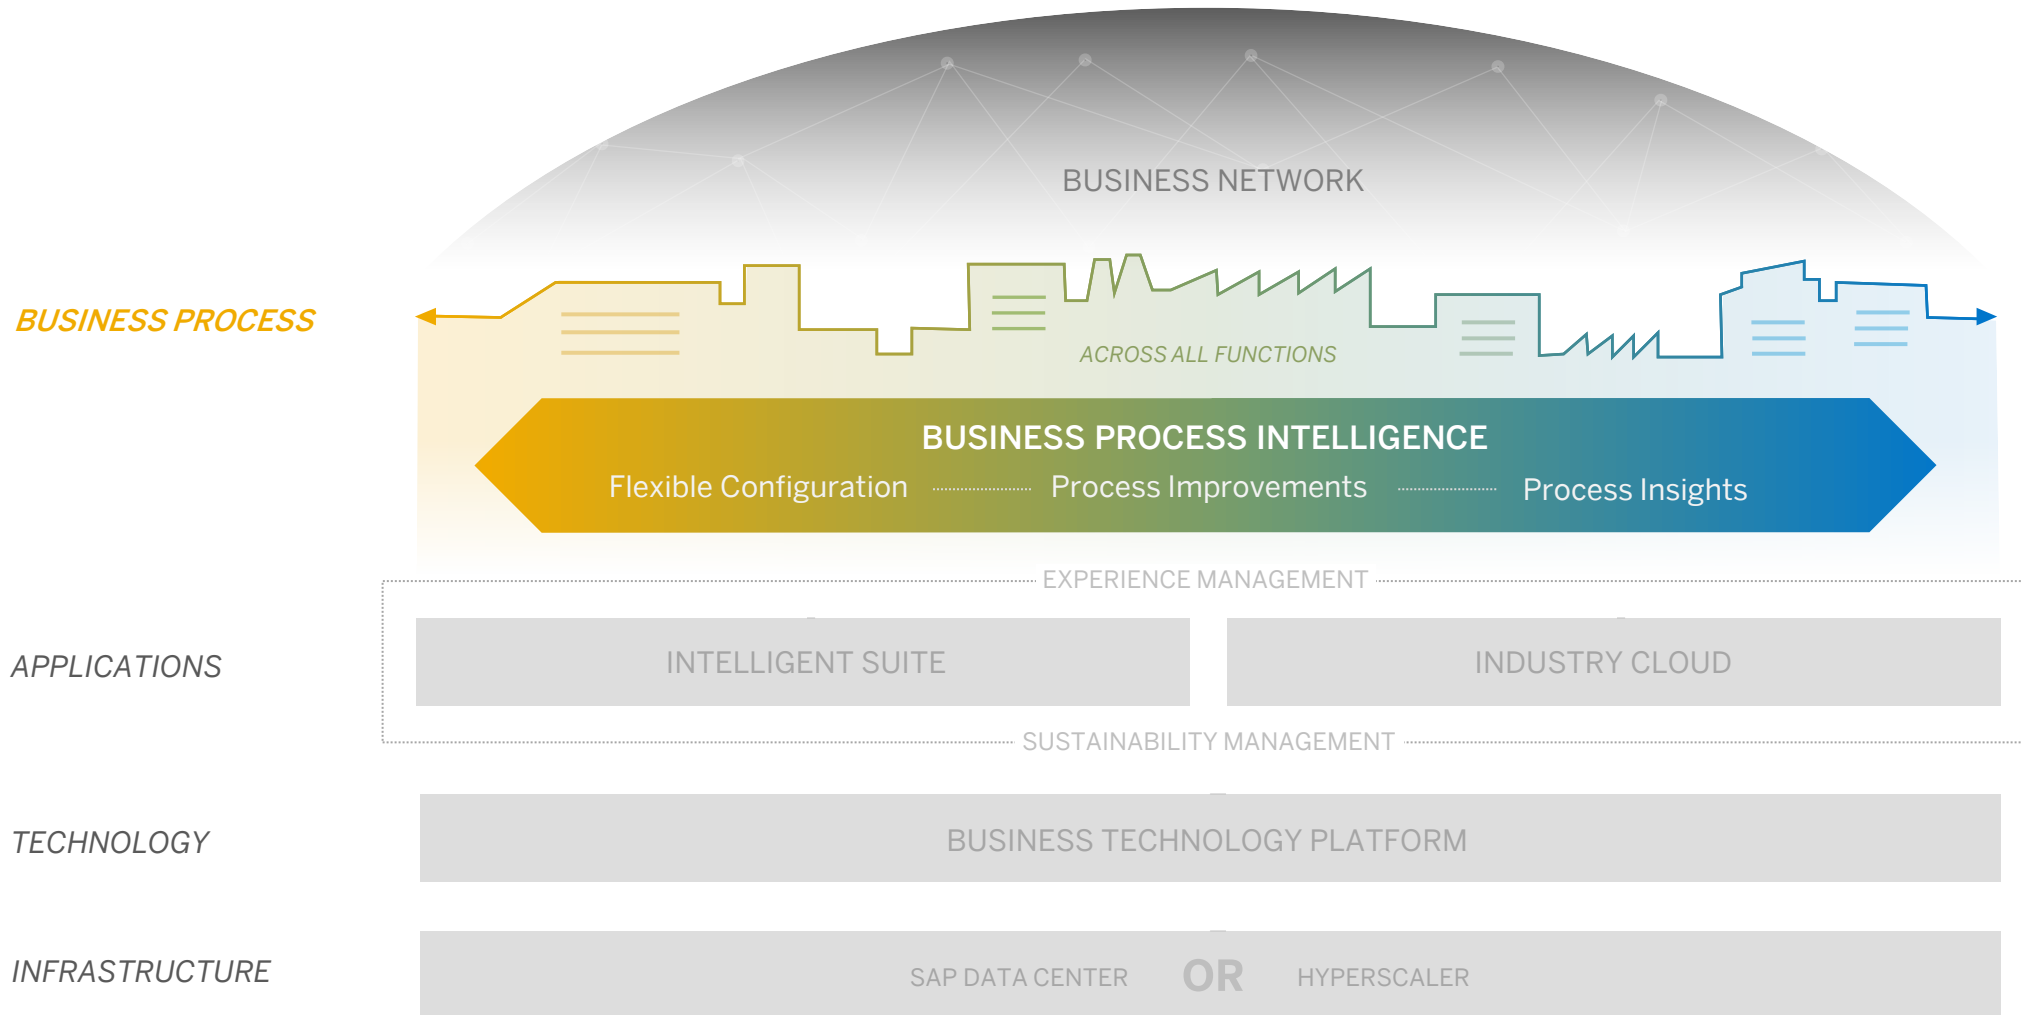 BUSINESS NETWORK
BUSINESS PROCESS
ACROSS ALL FUNCTIONS
BUSINESS PROCESS INTELLIGENCE
Flexible Configuration Process Improvements Process Insights
EXPERIENCE MANAGEMENT
APPLICATIONS
INTELLIGENT SUITE
INDUSTRY CLOUD
SUSTAINABILITY MANAGEMENT
TECHNOLOGY
BUSINESS TECHNOLOGY PLATFORM
INFRASTRUCTURE
SAP DATA CENTER OR HYPERSCALER